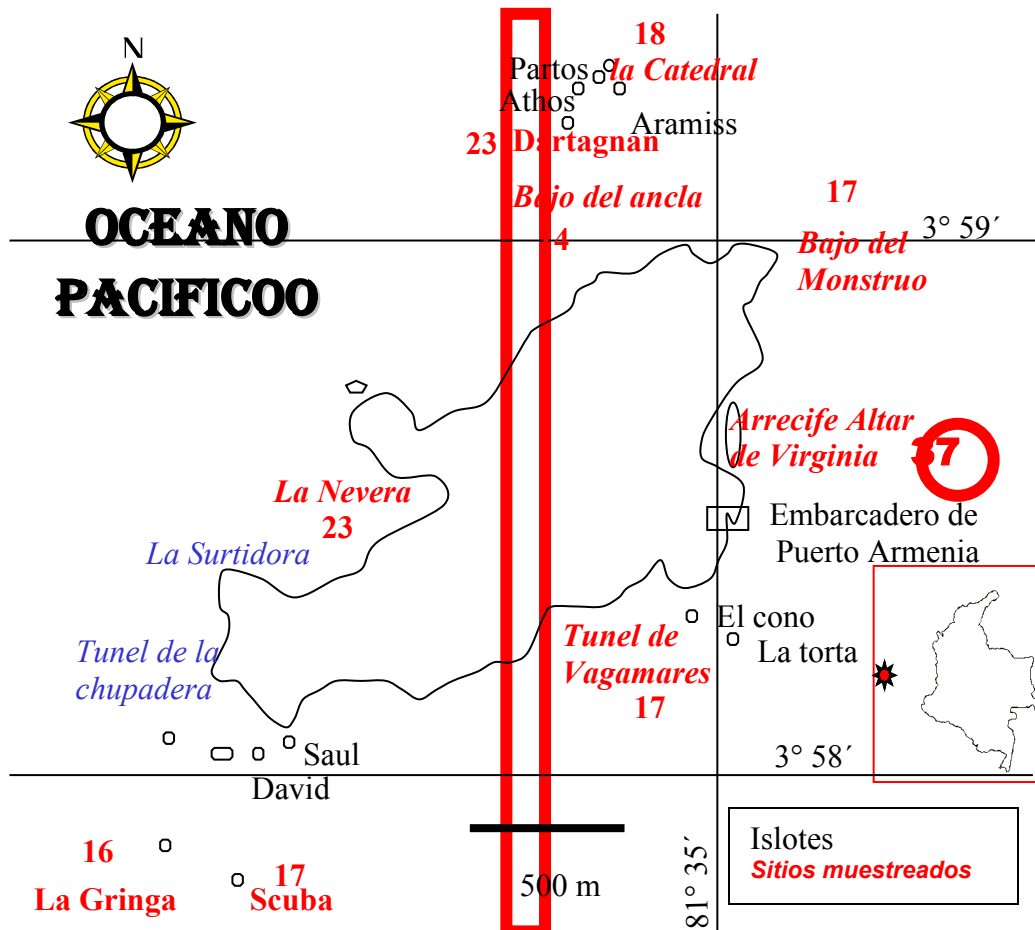 N
18
Partos
la Catedral
Athos
Aramiss
23 Dartagnan
Bajo del ancla
4
17
3° 59´
Bajo del
Monstruo
OCEANO
PACIFICOO
Arrecife Altar
de Virginia
37
La Nevera
23
Embarcadero de
Puerto Armenia
La Surtidora
El cono
La torta
Tunel de
Vagamares
17
Tunel de la
chupadera
Saul
David
3° 58´
16
La Gringa
17
Scuba
500 m
81° 35´
Islotes
Sitios muestreados